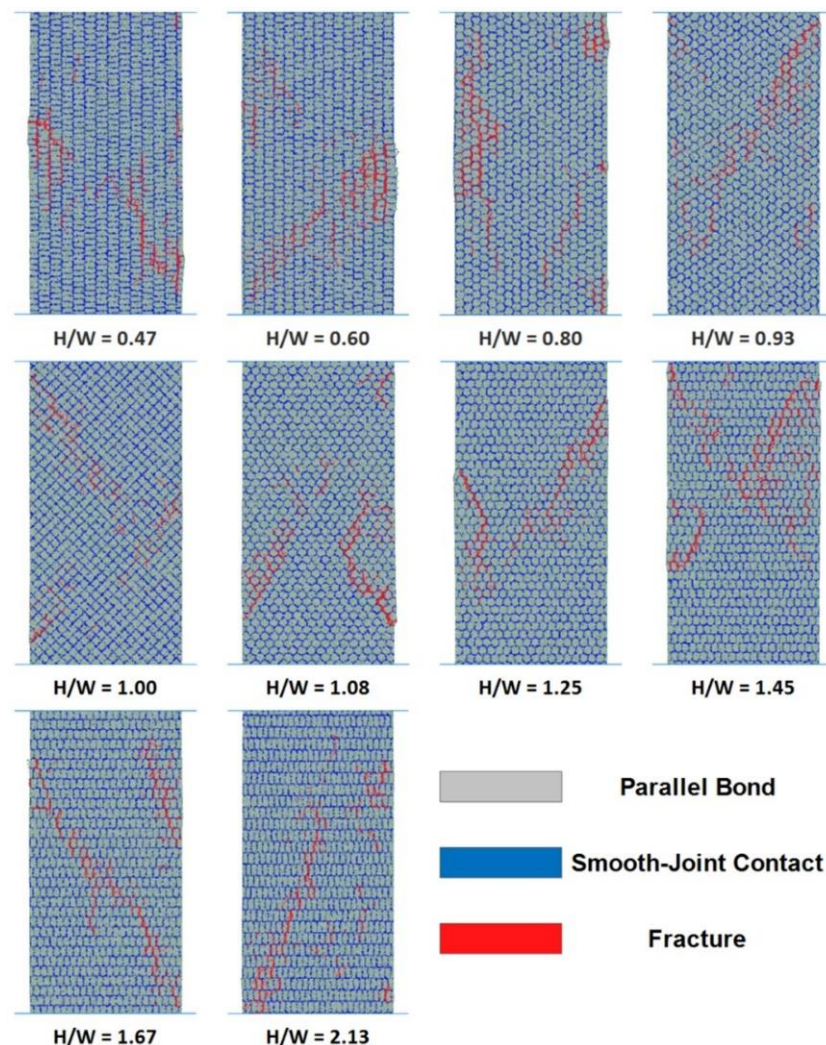 H/W = 0.47
H/W = 0.60
H/W = 0.80
H/W = 0.93
H/W = 1.00
H/W = 1.08
H/W = 1.25
H/W = 1.45
Parallel Bond
Smooth-Joint Contact
Fracture
H/W = 1.67
H/W = 2.13